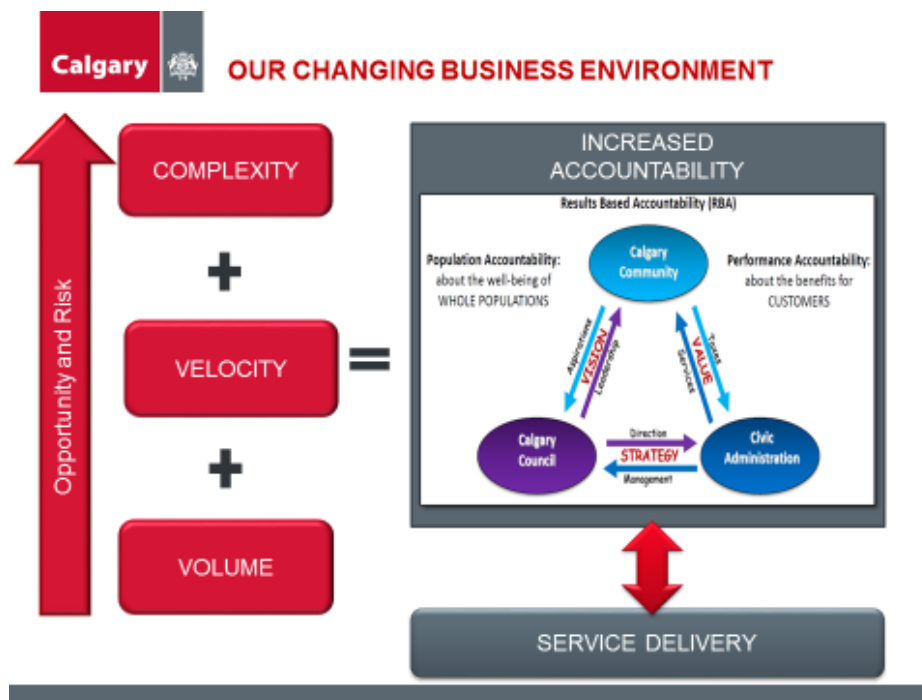 Calgary
OUR CHANGING BUSINESS ENVIRONMENT
Opportunity and Risk
COMPLEXITY
+
VELOCITY
+
VOLUME
=
INCREASED
ACCOUNTABILITY
Results Based Accountability (RBA)
Population Accountability:
about the well-being of
WHOLE POPULATIONS
Performance Accountability:
about the benefits for
CUSTOMERS
Calgary
Community
Aspirations
VISION
Leadership
Taxes
VALUE
Services
Calgary
Council
Direction
STRATEGY
Management
Civic
Administration
SERVICE DELIVERY